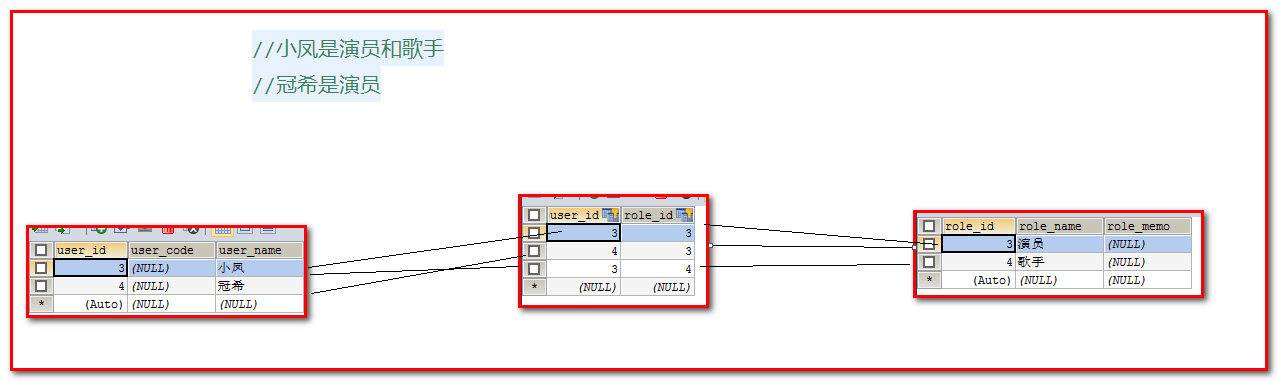 //小凤是演员和歌手
//冠希是演员
user_id user_code user_name
3 (NULL) 小凤
4 (NULL) 冠希
* (Auto) (NULL) (NULL)
user_id role_id
3 3
4 3
3 4
* (NULL) (NULL)
role_id role_name role_memo
3 演员 (NULL)
4 歌手 (NULL)
* (Auto) (NULL) (NULL)